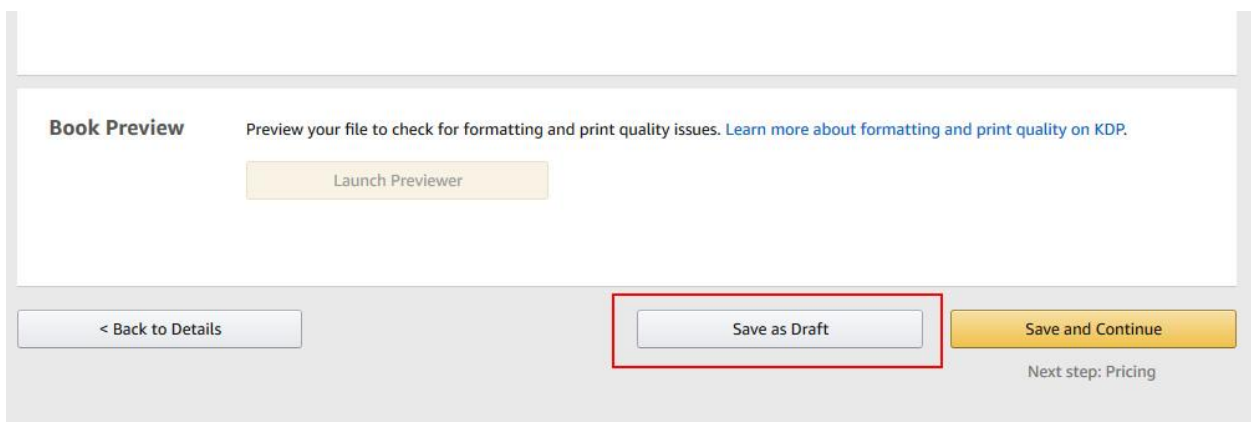 Book Preview
Preview your file to check for formatting and print quality issues. Learn more about formatting and print quality on KDP.
Launch Previewer
< Back to Details
Save as Draft
Save and Continue
Next step: Pricing